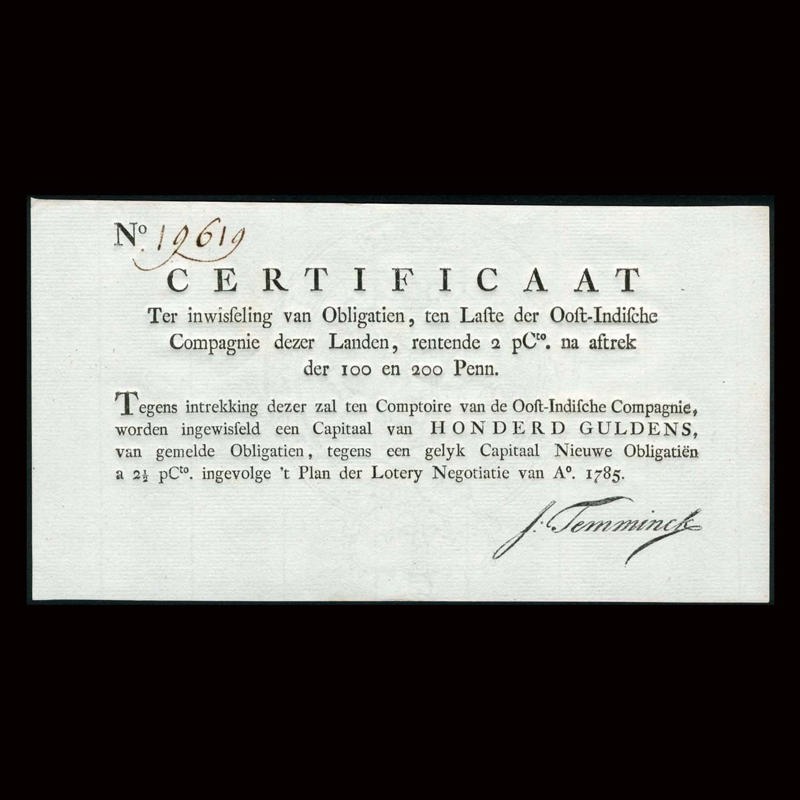 Nº. 19619
CERTIFICAAT
Ter inwisſeling van Obligatien, ten Laſte der Ooſt-Indiſche
Compagnie dezer Landen, rentende 2 pCᵗᵒ. na aftrek
der 100 en 200 Penn.
Tegens intrekking dezer zal ten Comptoire van de Ooſt-Indiſche Compagnie,
worden ingewisſeld een Capitaal van HONDERD GULDENS,
van gemelde Obligatien, tegens een gelyk Capitaal Nieuwe Obligatiën
a 2½ pCᵗᵒ. ingevolge 't Plan der Lotery Negotiatie van Aº. 1785.
J: Temminck